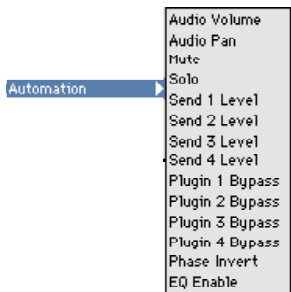 Audio Volume
Audio Pan
Mute
Solo
Automation
Send 1 Level
Send 2 Level
Send 3 Level
Send 4 Level
Plugin 1 Bypass
Plugin 2 Bypass
Plugin 3 Bypass
Plugin 4 Bypass
Phase Invert
EQ Enable